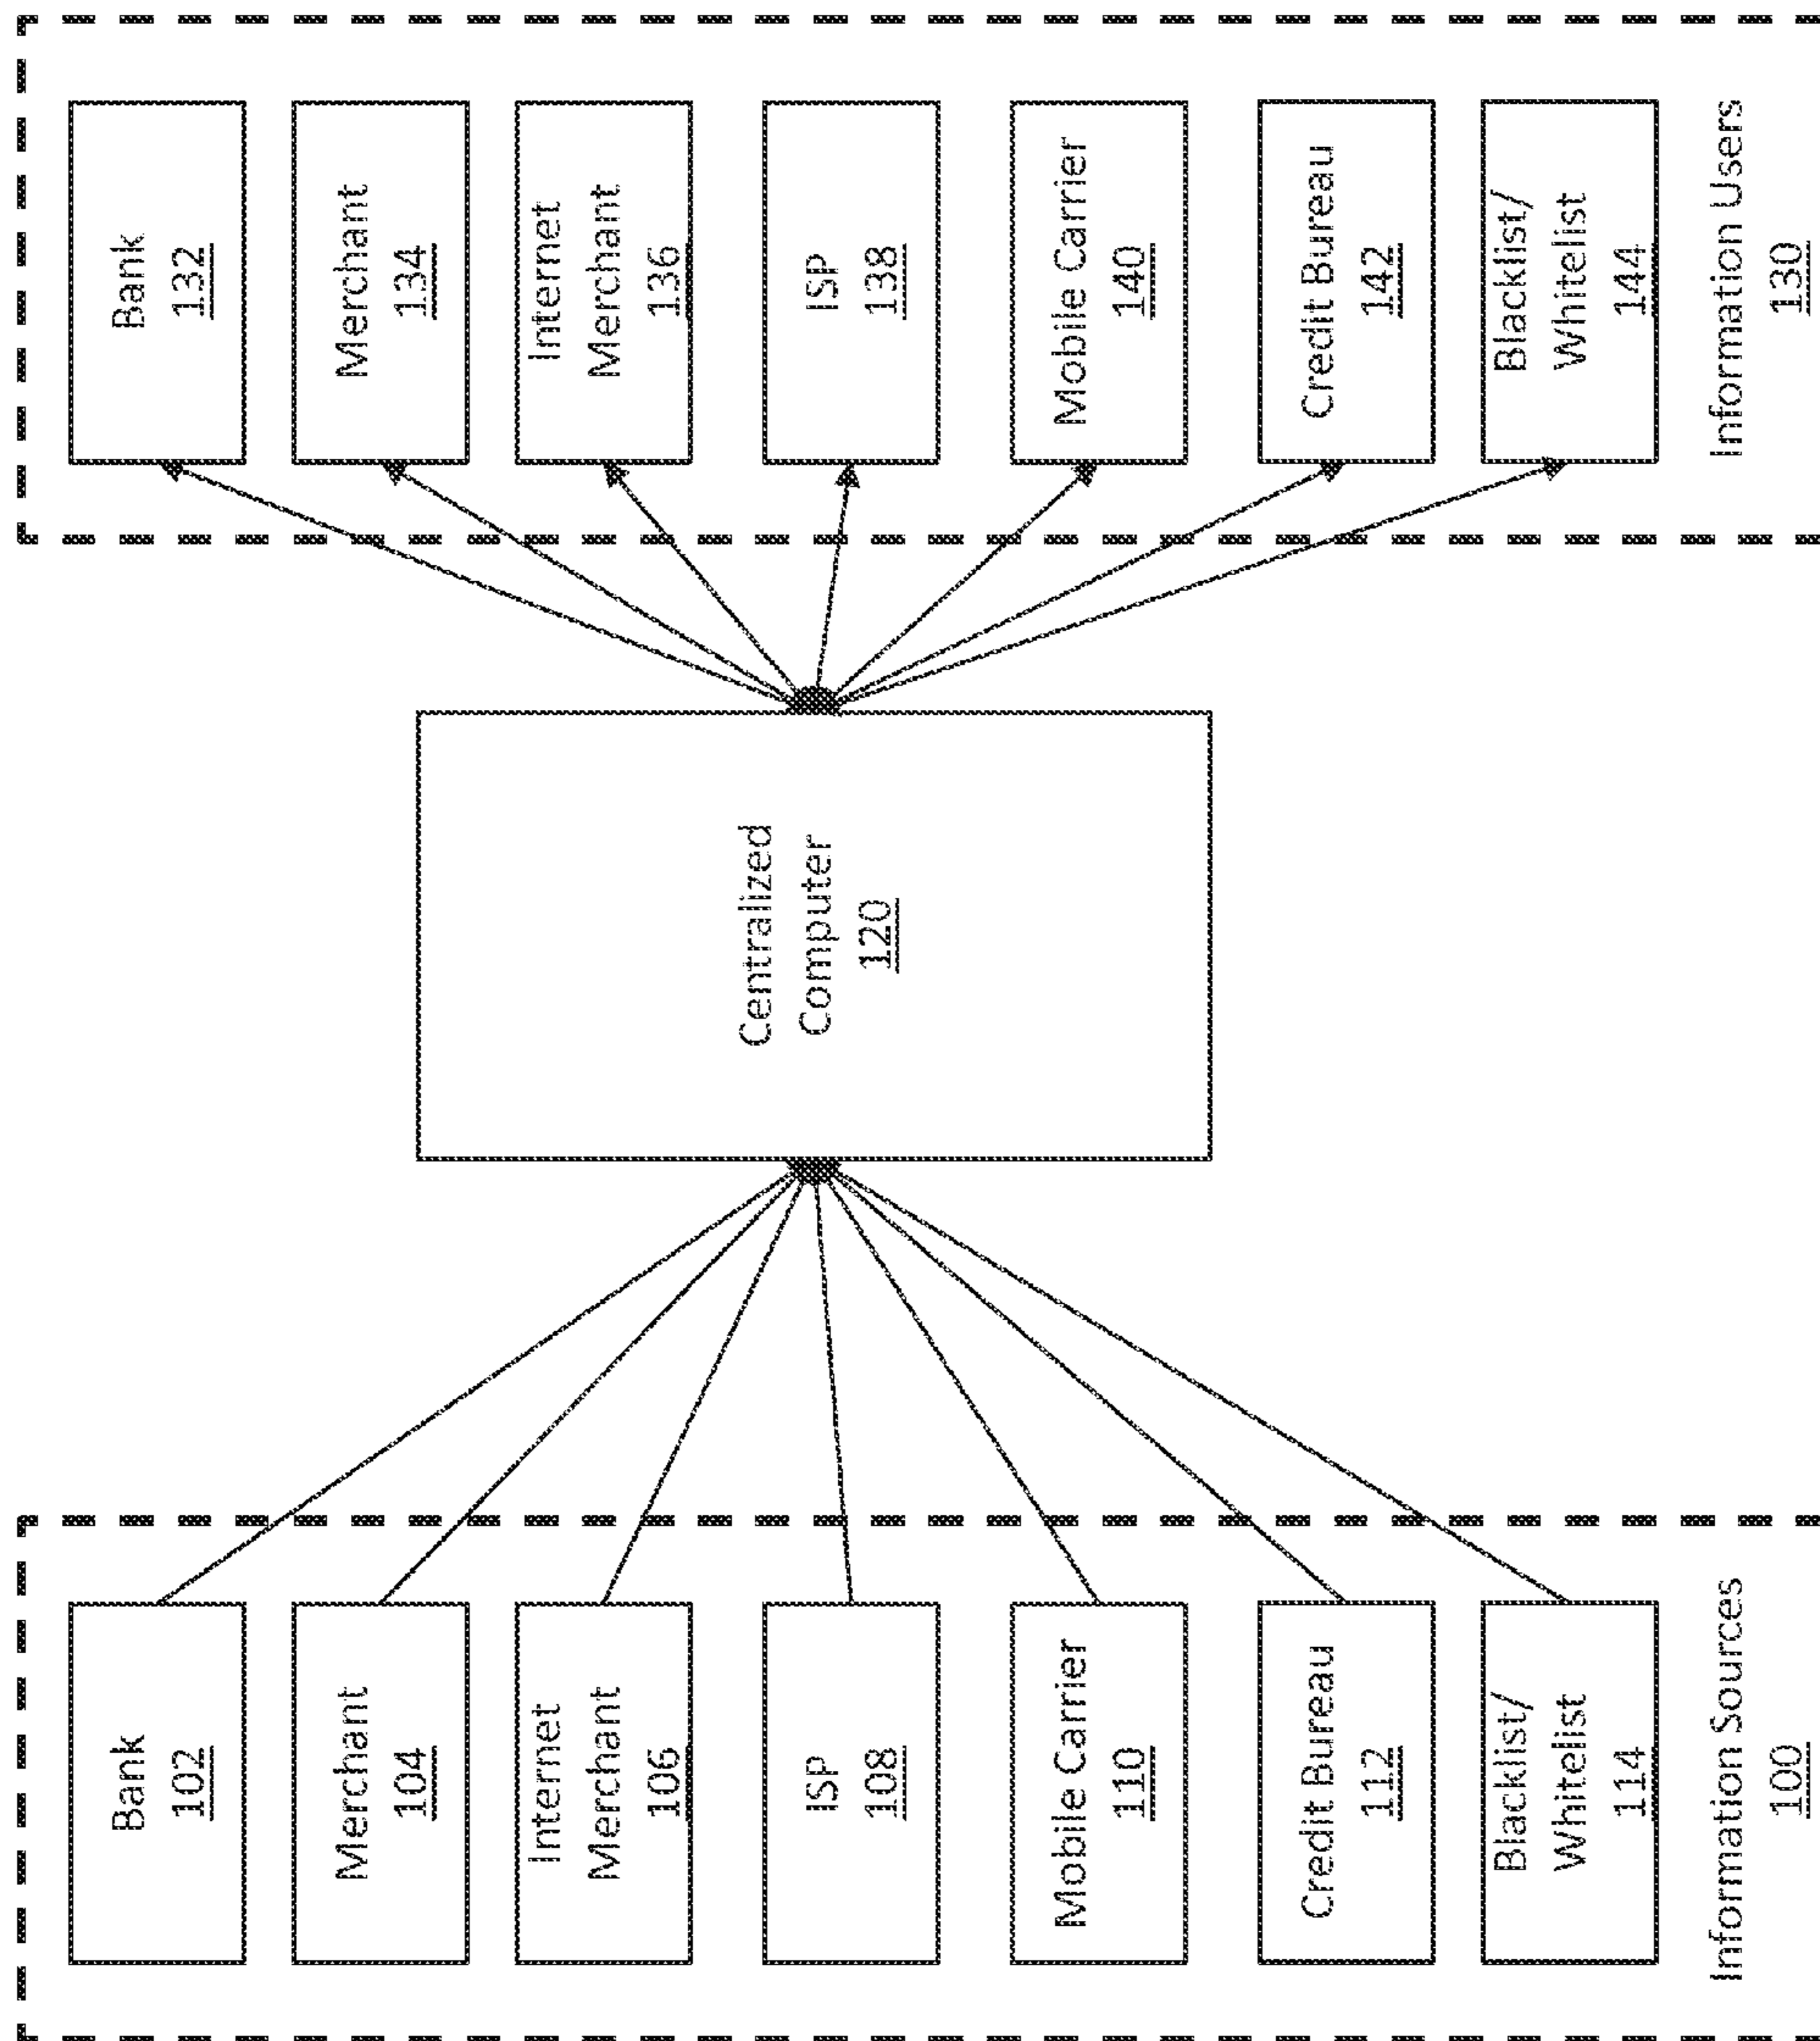 Bank
102
Merchant
104
Internet
Merchant
106
ISP
108
Mobile Carrier
110
Credit Bureau
112
Blacklist/
Whitelist
114
Information Sources
100
Centralized
Computer
120
Bank
132
Merchant
134
Internet
Merchant
136
ISP
138
Mobile Carrier
140
Credit Bureau
142
Blacklist/
Whitelist
144
Information Users
130